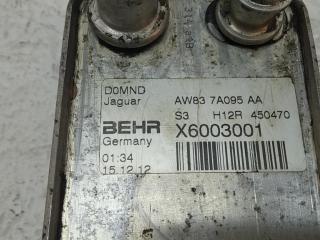 D0MND
Jaguar AW83 7A095 AA
S3 H12R 450470
BEHR X6003001
Germany
01:34
15.12.12